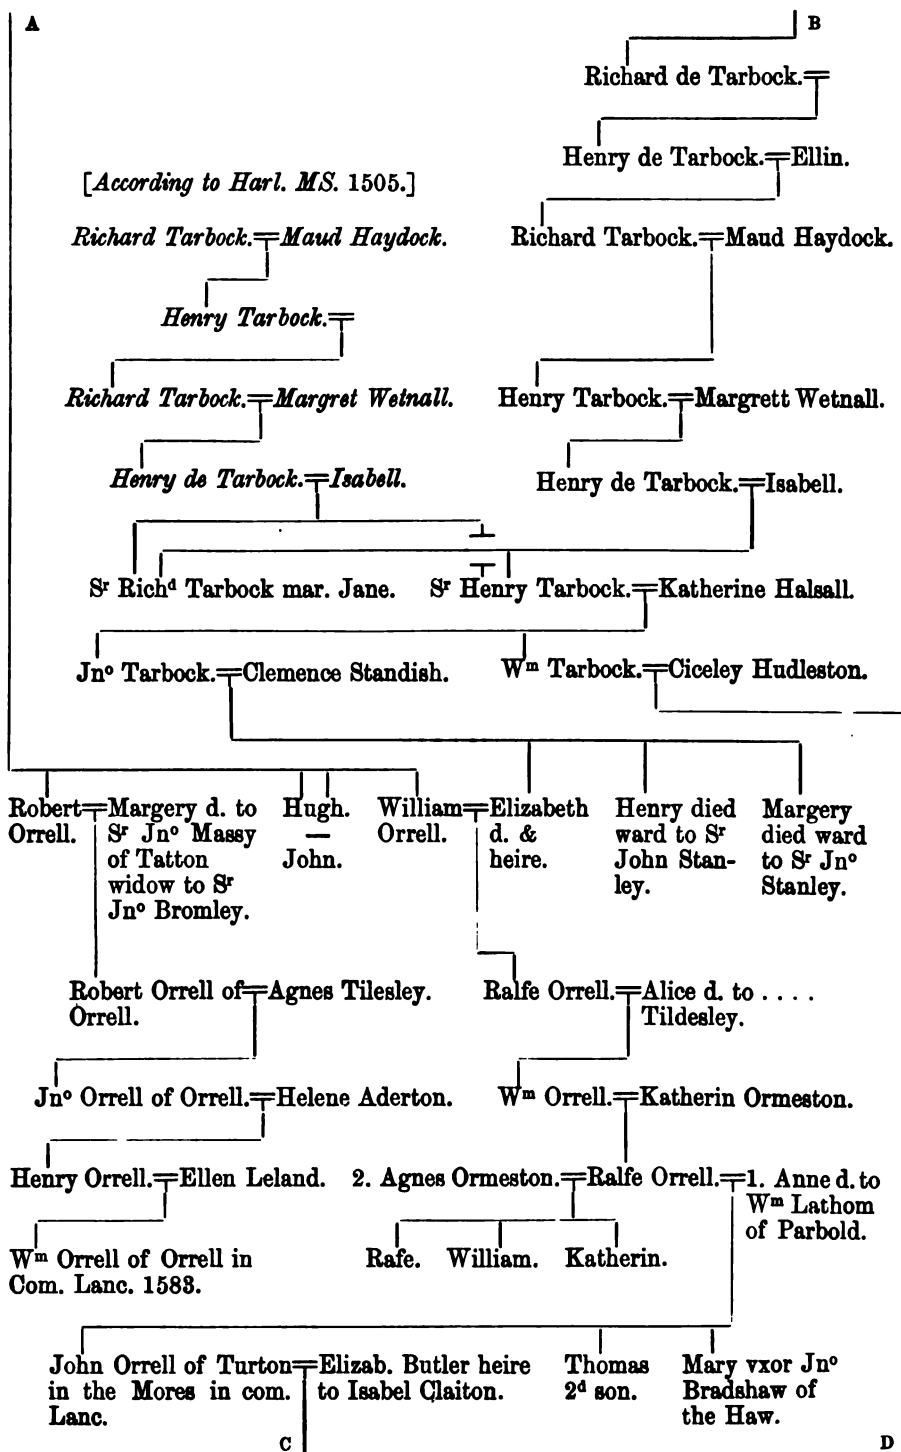 A
B
Richard de Tarbock.
Henry de Tarbock.=Ellin.
[According to Harl. MS. 1505.]
Richard Tarbock.=Maud Haydock.
Richard Tarbock.=Maud Haydock.
Henry Tarbock.=
Richard Tarbock.=Margret Wetnall.
Henry Tarbock.=Margrett Wetnall.
Henry de Tarbock.=Isabell.
Henry de Tarbock.=Isabell.
Sr Richd Tarbock mar. Jane.
Sr Henry Tarbock.=Katherine Halsall.
Jno Tarbock.=Clemence Standish.
Wm Tarbock.=Ciceley Hudleston.
Robert
Orrell.
=Margery d. to
Sr Jno Massy
of Tatton
widow to Sr
Jno Bromley.
Hugh.
—
John.
William
Orrell.
=Elizabeth
d. &
heire.
Henry died
ward to Sr
John Stan-
ley.
Margery
died ward
to Sr Jno
Stanley.
Robert Orrell of
Orrell.
=Agnes Tilesley.
Ralfe Orrell.=Alice d. to . . . .
Tildesley.
Jno Orrell of Orrell.=Helene Aderton.
Wm Orrell.=Katherin Ormeston.
Henry Orrell.=Ellen Leland.
2. Agnes Ormeston.=Ralfe Orrell.=1. Anne d. to
Wm Lathom
of Parbold.
Wm Orrell of Orrell in
Com. Lanc. 1583.
Rafe.
William.
Katherin.
John Orrell of Turton
in the Mores in com.
Lanc.
=Elizab. Butler heire
to Isabel Claiton.
Thomas
2d son.
Mary vxor Jno
Bradshaw of
the Haw.
C
D